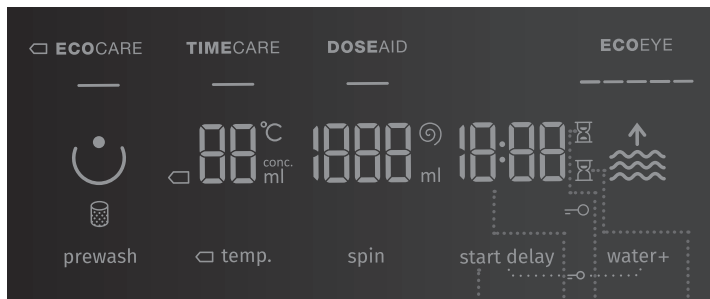 ECOCARE TIMECARE DOSEAID ECOEYE
88 °C 1888 18:88
conc.
ml ml
prewash temp. spin start delay water+